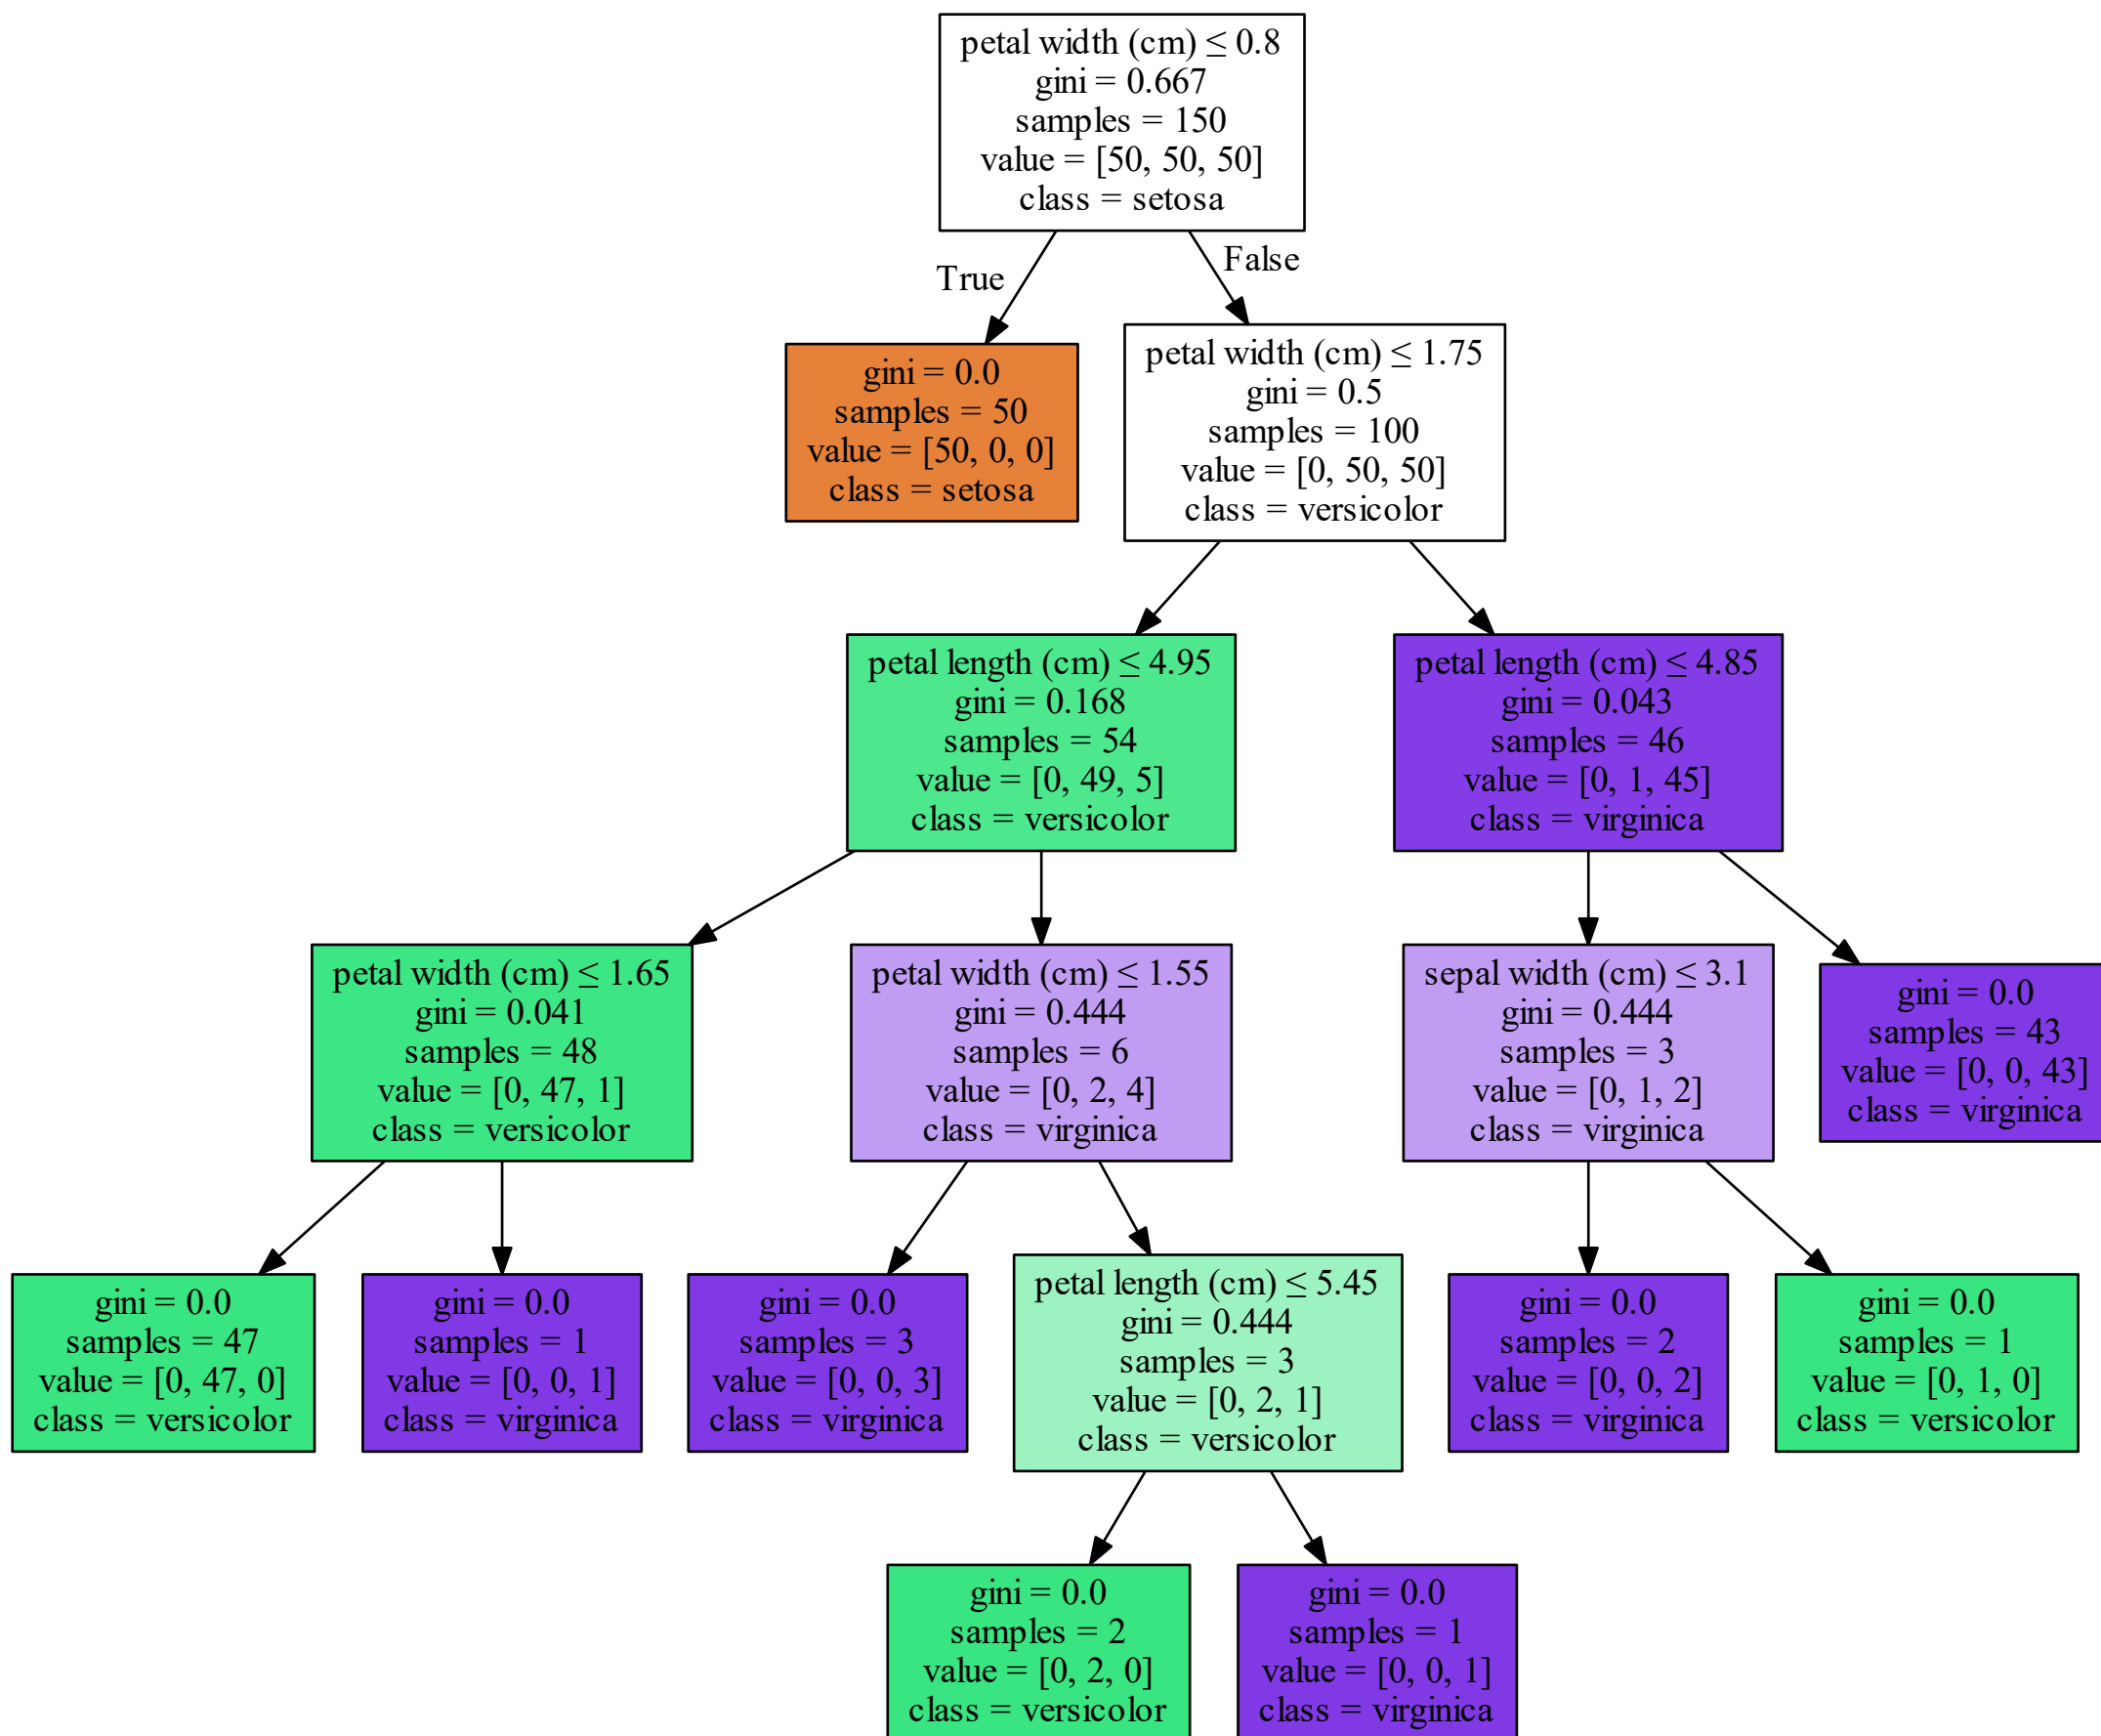 petal width (cm) ≤ 0.8
gini = 0.667
samples = 150
value = [50, 50, 50]
class = setosa
True
False
gini = 0.0
samples = 50
value = [50, 0, 0]
class = setosa
petal width (cm) ≤ 1.75
gini = 0.5
samples = 100
value = [0, 50, 50]
class = versicolor
petal length (cm) ≤ 4.95
gini = 0.168
samples = 54
value = [0, 49, 5]
class = versicolor
petal length (cm) ≤ 4.85
gini = 0.043
samples = 46
value = [0, 1, 45]
class = virginica
petal width (cm) ≤ 1.65
gini = 0.041
samples = 48
value = [0, 47, 1]
class = versicolor
petal width (cm) ≤ 1.55
gini = 0.444
samples = 6
value = [0, 2, 4]
class = virginica
sepal width (cm) ≤ 3.1
gini = 0.444
samples = 3
value = [0, 1, 2]
class = virginica
gini = 0.0
samples = 43
value = [0, 0, 43]
class = virginica
gini = 0.0
samples = 47
value = [0, 47, 0]
class = versicolor
gini = 0.0
samples = 1
value = [0, 0, 1]
class = virginica
gini = 0.0
samples = 3
value = [0, 0, 3]
class = virginica
petal length (cm) ≤ 5.45
gini = 0.444
samples = 3
value = [0, 2, 1]
class = versicolor
gini = 0.0
samples = 2
value = [0, 0, 2]
class = virginica
gini = 0.0
samples = 1
value = [0, 1, 0]
class = versicolor
gini = 0.0
samples = 2
value = [0, 2, 0]
class = versicolor
gini = 0.0
samples = 1
value = [0, 0, 1]
class = virginica